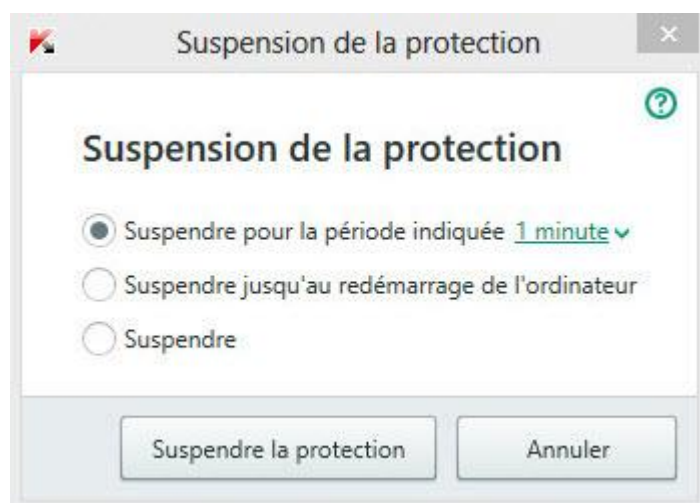 Suspension de la protection
Suspension de la protection
Suspendre pour la période indiquée 1 minute
Suspendre jusqu'au redémarrage de l'ordinateur
Suspendre
Suspendre la protection Annuler